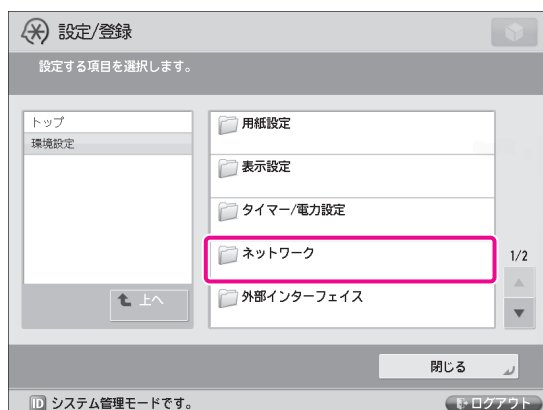 設定/登録
設定する項目を選択します。
トップ
環境設定
上へ
用紙設定
表示設定
タイマー/電力設定
ネットワーク
外部インターフェイス
1/2
閉じる
ID システム管理モードです。
ログアウト